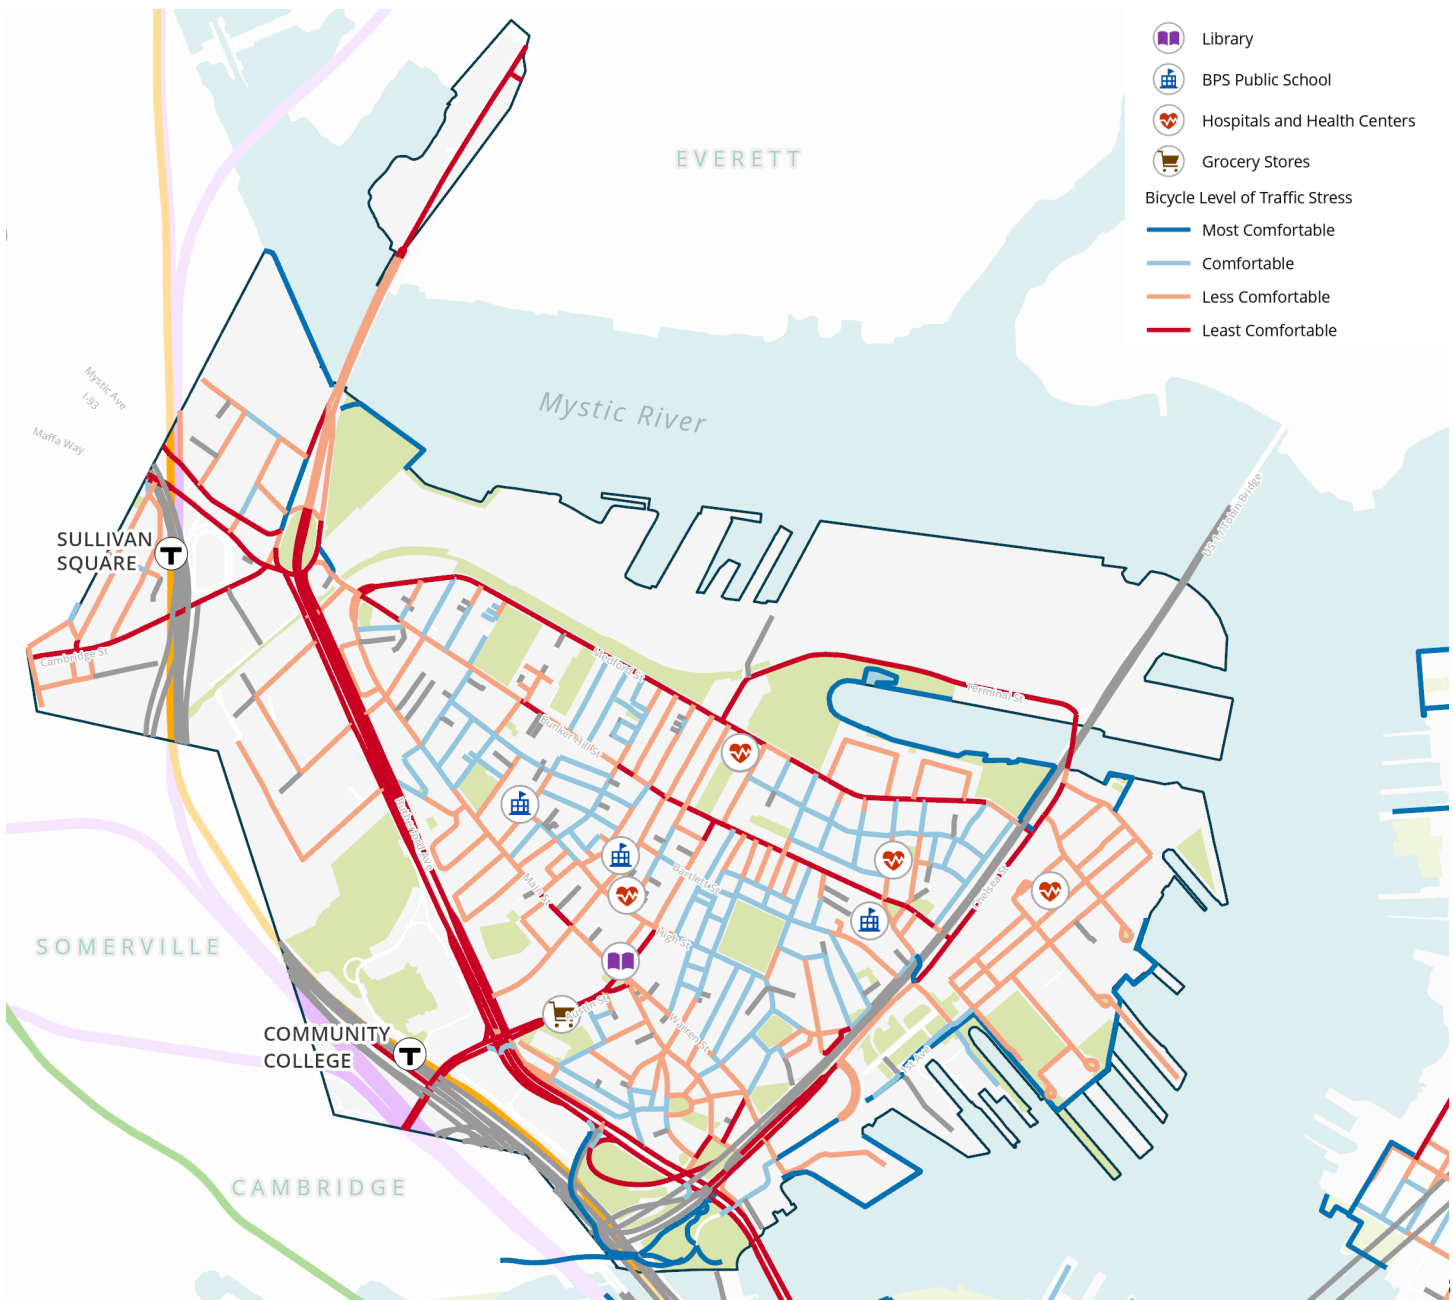 Library
BPS Public School
Hospitals and Health Centers
Grocery Stores
Bicycle Level of Traffic Stress
Most Comfortable
Comfortable
Less Comfortable
Least Comfortable
EVERETT
Mystic River
Mystic Ave
I-93
Maffa Way
US-1 / Tobin Bridge
SULLIVAN
SQUARE
T
Cambridge St
Medford St
Terminal St
Bunker Hill St
Rutherford Ave
Main St
Bartlett St
Chelsea St
High St
SOMERVILLE
Austin St
Warren St
1st Ave
COMMUNITY
COLLEGE
T
CAMBRIDGE